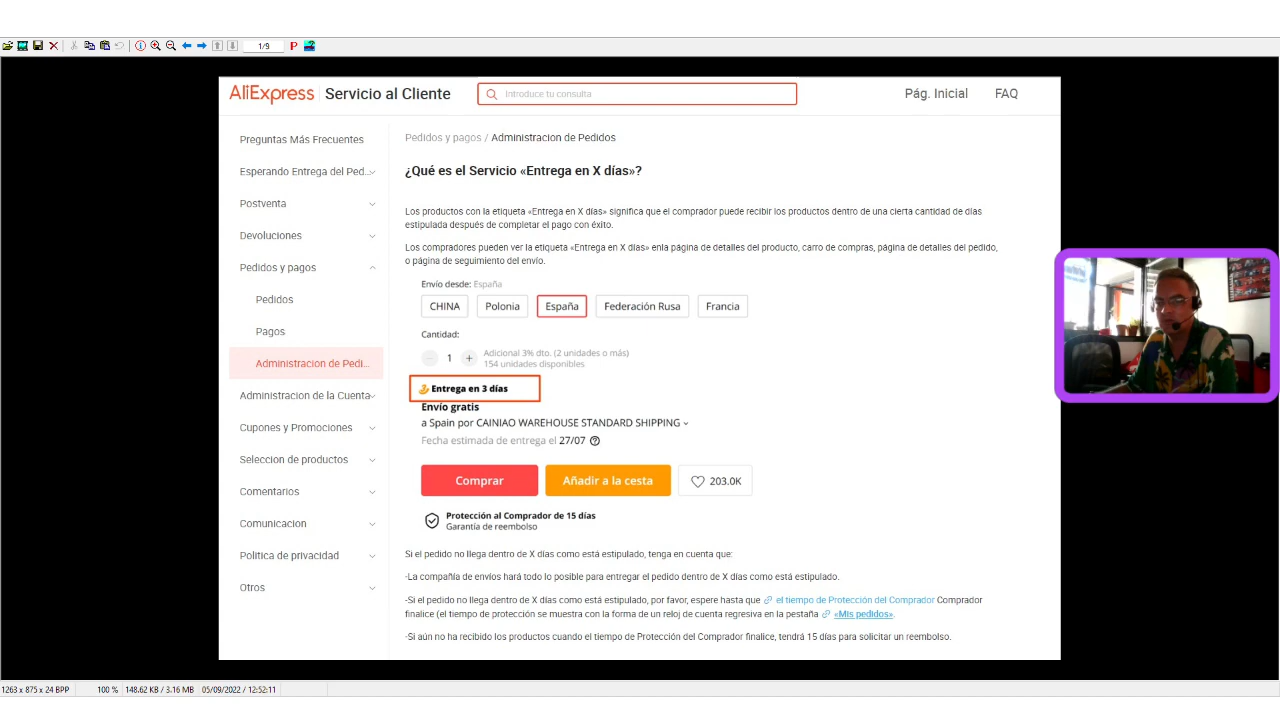 1/9
AliExpress Servicio al Cliente
Introduce tu consulta
Pág. Inicial
FAQ
Preguntas Más Frecuentes
Esperando Entrega del Ped...
Postventa
Devoluciones
Pedidos y pagos
Pedidos
Pagos
Administracion de Pedi...
Administracion de la Cuenta
Cupones y Promociones
Seleccion de productos
Comentarios
Comunicacion
Politica de privacidad
Otros
Pedidos y pagos / Administracion de Pedidos
¿Qué es el Servicio «Entrega en X días»?
Los productos con la etiqueta «Entrega en X días» significa que el comprador puede recibir los productos dentro de una cierta cantidad de días
estipulada después de completar el pago con éxito.
Los compradores pueden ver la etiqueta «Entrega en X días» enla página de detalles del producto, carro de compras, página de detalles del pedido,
o página de seguimiento del envío.
Envío desde: España
CHINA
Polonia
España
Federación Rusa
Francia
Cantidad:
1
Adicional 3% dto. (2 unidades o más)
154 unidades disponibles
Entrega en 3 días
Envío gratis
a Spain por CAINIAO WAREHOUSE STANDARD SHIPPING
Fecha estimada de entrega el 27/07
Comprar
Añadir a la cesta
203.0K
Protección al Comprador de 15 días
Garantía de reembolso
Si el pedido no llega dentro de X días como está estipulado, tenga en cuenta que:
-La compañía de envíos hará todo lo posible para entregar el pedido dentro de X días como está estipulado.
-Si el pedido no llega dentro de X días como está estipulado, por favor, espere hasta que el tiempo de Protección del Comprador Comprador
finalice (el tiempo de protección se muestra con la forma de un reloj de cuenta regresiva en la pestaña «Mis pedidos».
-Si aún no ha recibido los productos cuando el tiempo de Protección del Comprador finalice, tendrá 15 días para solicitar un reembolso.
1263 x 875 x 24 BPP
100 %
148.62 KB / 3.16 MB
05/09/2022 / 12:52:11